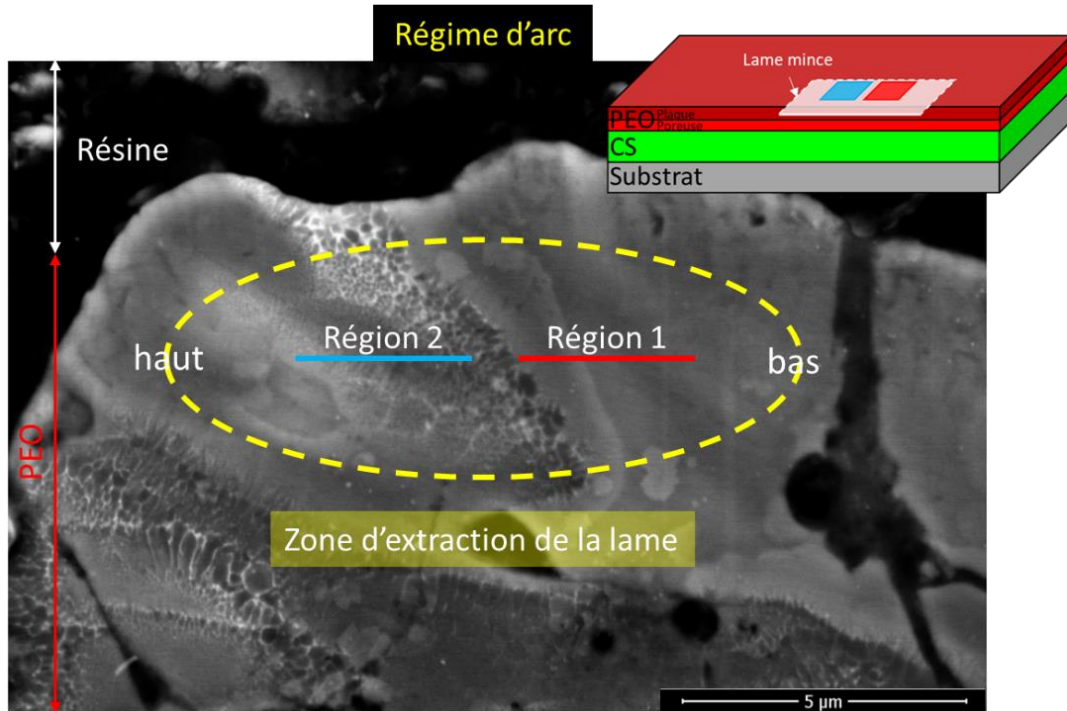 Régime d'arc
Lame mince
PEO Plaque
Poreuse
CS
Substrat
Résine
Région 2
Région 1
haut
bas
PEO
Zone d'extraction de la lame
5 µm